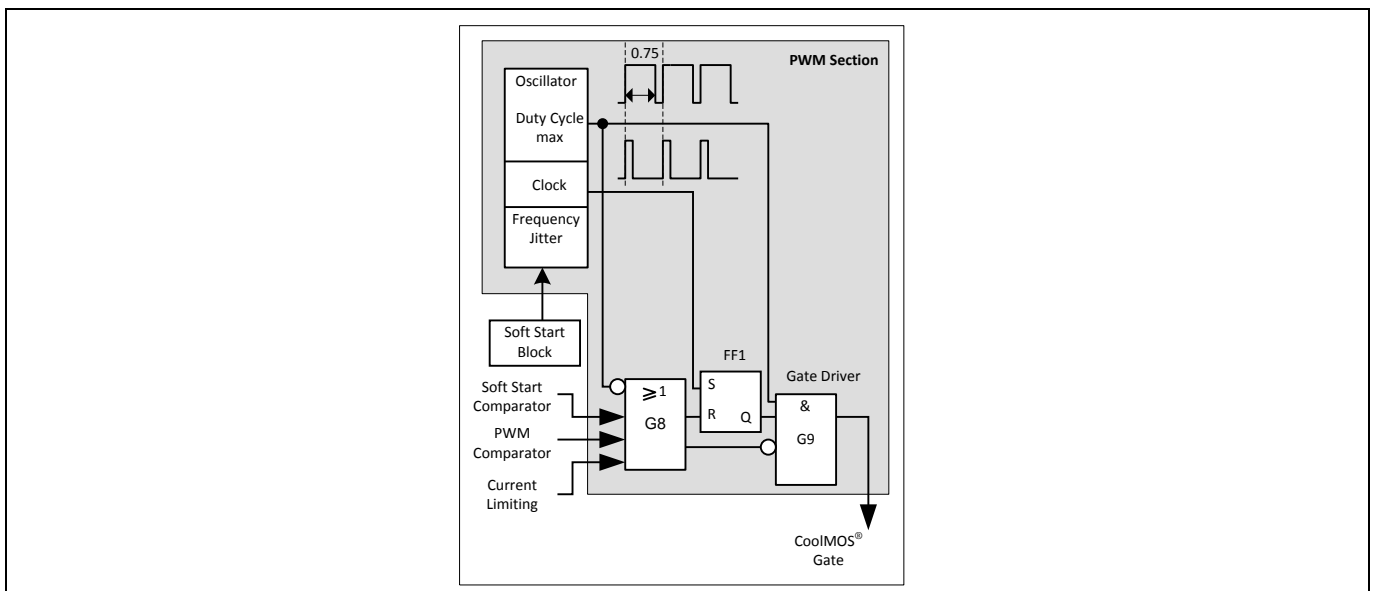 0.75
PWM Section
Oscillator
Duty Cycle
max
Clock
Frequency
Jitter
Soft Start
Block
FF1
Gate Driver
Soft Start
Comparator
PWM
Comparator
Current
Limiting
⩾1
G8
S
R Q
&
G9
CoolMOS®
Gate